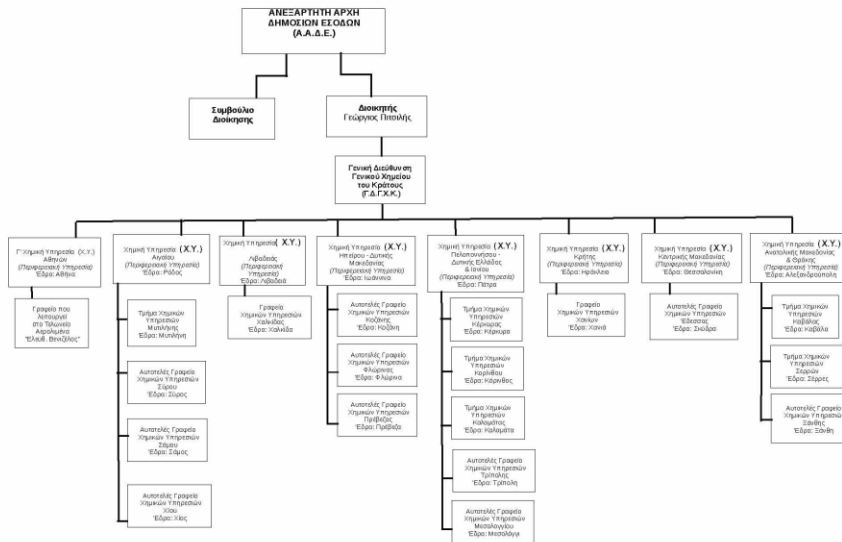 ΑΝΕΞΑΡΤΗΤΗ ΑΡΧΗ
ΔΗΜΟΣΙΩΝ ΕΣΟΔΩΝ
(Α.Α.Δ.Ε.)
Συμβούλιο
Διοίκησης
Διοικητής
Γεώργιος Πιτσιλής
Γενική Διεύθυνση
Γενικού Χημείου
του Κράτους
(Γ.Δ.Γ.Χ.Κ.)
Γ' Χημική Υπηρεσία (Χ.Υ.)
Αθηνών
(Περιφερειακή Υπηρεσία)
Έδρα: Αθήνα
Γραφείο που
λειτουργεί
στο Τελωνείο
Αερολιμένα
"Ελευθ. Βενιζέλος"
Χημική Υπηρεσία (Χ.Υ.)
Αιγαίου
(Περιφερειακή Υπηρεσία)
Έδρα: Ρόδος
Τμήμα Χημικών
Υπηρεσιών
Μυτιλήνης
Έδρα: Μυτιλήνη
Αυτοτελές Γραφείο
Χημικών Υπηρεσιών
Σύρου
Έδρα: Σύρος
Αυτοτελές Γραφείο
Χημικών Υπηρεσιών
Σάμου
Έδρα: Σάμος
Αυτοτελές Γραφείο
Χημικών Υπηρεσιών
Χίου
Έδρα: Χίος
Χημική Υπηρεσία( Χ.Υ.)
Λιβαδειάς
(Περιφερειακή
Υπηρεσία)
Έδρα: Λιβαδειά
Γραφείο
Χημικών Υπηρεσιών
Χαλκίδας
Έδρα: Χαλκίδα
Χημική Υπηρεσία (Χ.Υ.)
Ηπείρου - Δυτικής
Μακεδονίας
(Περιφερειακή Υπηρεσία)
Έδρα: Ιωάννινα
Αυτοτελές Γραφείο
Χημικών Υπηρεσιών
Κοζάνης
Έδρα: Κοζάνη
Αυτοτελές Γραφείο
Χημικών Υπηρεσιών
Φλώρινας
Έδρα: Φλώρινα
Αυτοτελές Γραφείο
Χημικών Υπηρεσιών
Πρέβεζας
Έδρα: Πρέβεζα
Χημική Υπηρεσία (Χ.Υ.)
Πελοποννήσου -
Δυτικής Ελλάδας
& Ιονίου
(Περιφερειακή Υπηρεσία)
Έδρα: Πάτρα
Τμήμα Χημικών
Υπηρεσιών
Κέρκυρας
Έδρα: Κέρκυρα
Τμήμα Χημικών
Υπηρεσιών
Κορίνθου
Έδρα: Κόρινθος
Τμήμα Χημικών
Υπηρεσιών
Καλαμάτας
Έδρα: Καλαμάτα
Αυτοτελές Γραφείο
Χημικών Υπηρεσιών
Τρίπολης
Έδρα: Τρίπολη
Αυτοτελές Γραφείο
Χημικών Υπηρεσιών
Μεσολογγίου
Έδρα: Μεσολόγγι
Χημική Υπηρεσία (Χ.Υ.)
Κρήτης
(Περιφερειακή Υπηρεσία)
Έδρα: Ηράκλειο
Γραφείο
Χημικών Υπηρεσιών
Χανίων
Έδρα: Χανιά
Χημική Υπηρεσία (Χ.Υ.)
Κεντρικής Μακεδονίας
(Περιφερειακή Υπηρεσία)
Έδρα: Θεσσαλονίκη
Αυτοτελές Γραφείο
Χημικών Υπηρεσιών
Έδεσσας
Έδρα: Σκύδρα
Χημική Υπηρεσία (Χ.Υ.)
Ανατολικής Μακεδονίας
& Θράκης
(Περιφερειακή Υπηρεσία)
Έδρα: Αλεξανδρούπολη
Τμήμα Χημικών
Υπηρεσιών
Καβάλας
Έδρα: Καβάλα
Τμήμα Χημικών
Υπηρεσιών
Σερρών
Έδρα: Σέρρες
Αυτοτελές Γραφείο
Χημικών Υπηρεσιών
Ξάνθης
Έδρα: Ξάνθη